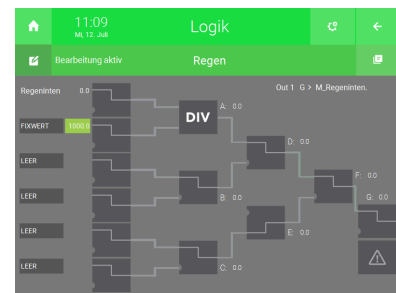 11:09
MI, 12. Juli
Logik
Bearbeitung aktiv
Regen
Regeninten 0.0
Out 1 G > M_Regeninten.
FIXWERT 1000.0
DIV
A: 0.0
D: 0.0
LEER
F: 0.0
LEER
B: 0.0
G: 0.0
LEER
E: 0.0
LEER
C: 0.0